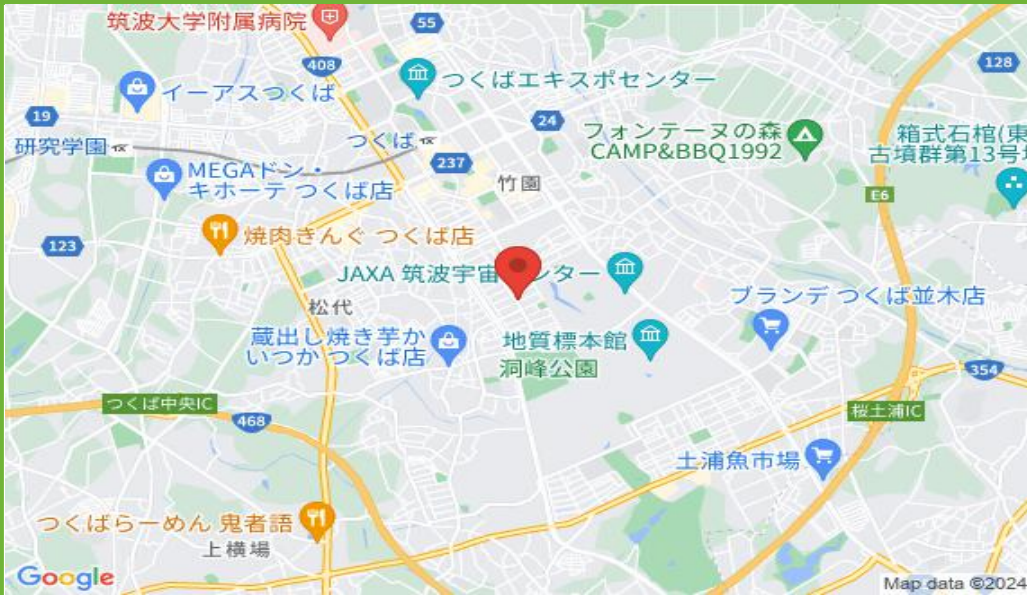 筑波大学附属病院
55
408
128
つくばエキスポセンター
イーアスつくば
19
24
つくば
フォンテーヌの森
CAMP&BBQ1992
箱式石棺(東
古墳群第13号
研究学園
237
MEGAドン・
キホーテ つくば店
竹園
E6
焼肉きんぐ つくば店
123
JAXA 筑波宇宙
ンター
松代
ブランデ つくば並木店
蔵出し焼き芋か
いつか つくば店
地質標本館
洞峰公園
354
つくば中央IC
468
桜土浦IC
土浦魚市場
つくばらーめん 鬼者語
上横場
Google
Map data ©2024